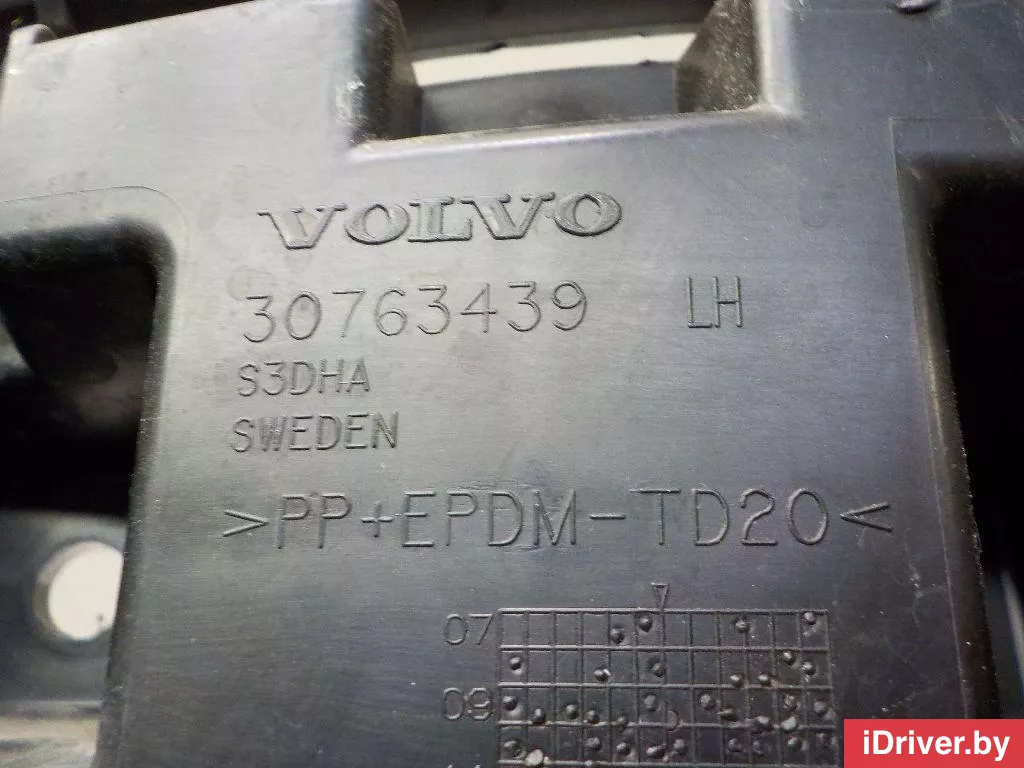 VOLVO
30763439 LH
S3DHA
SWEDEN
>PP+EPDM-TD20<
07
09
iDriver.by